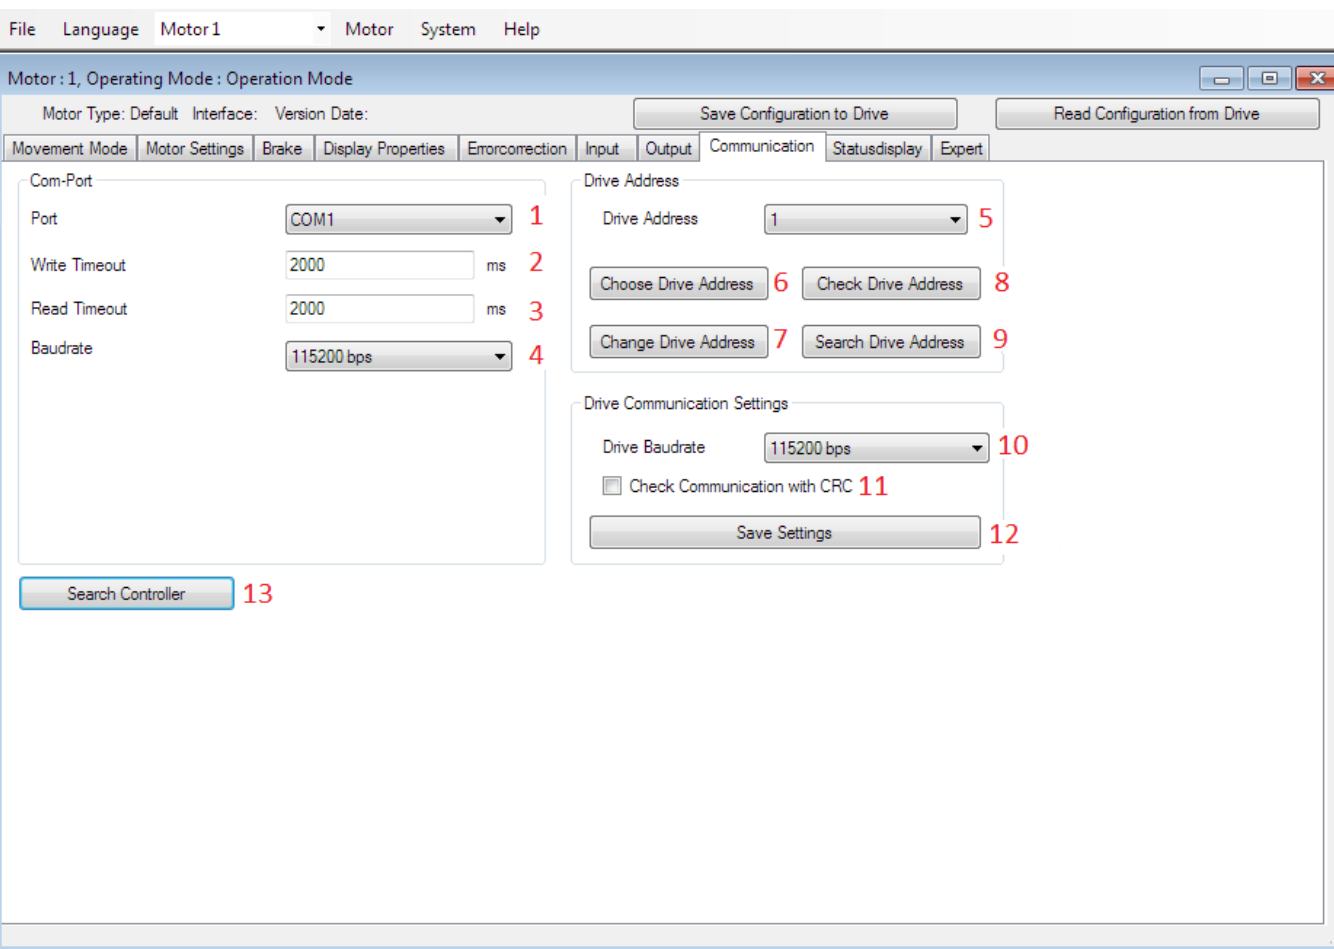 File Language Motor 1 Motor System Help
Motor : 1, Operating Mode : Operation Mode
Motor Type: Default Interface: Version Date: Save Configuration to Drive Read Configuration from Drive
Movement Mode Motor Settings Brake Display Properties Errorcorrection Input Output Communication Statusdisplay Expert
Com-Port Drive Address
Port COM1 1 Drive Address 1 5
Write Timeout 2000 ms 2
Choose Drive Address 6 Check Drive Address 8
Read Timeout 2000 ms 3
Change Drive Address 7 Search Drive Address 9
Baudrate 115200 bps 4
Drive Communication Settings
Drive Baudrate 115200 bps 10
Check Communication with CRC 11
Save Settings 12
Search Controller 13